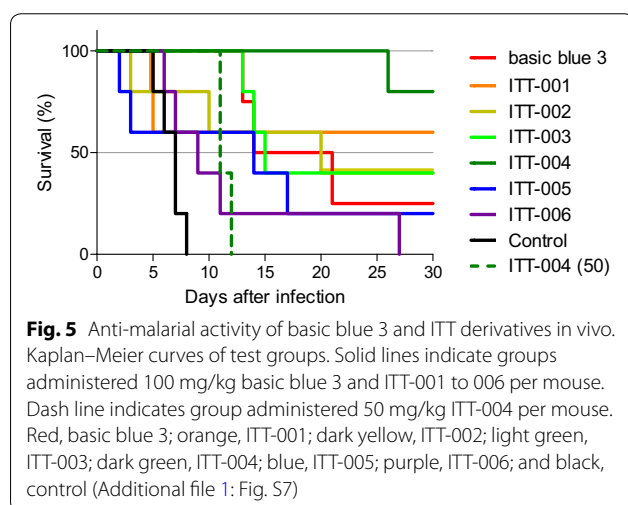 100
50
0
Survival (%)
0 5 10 15 20 25 30
Days after infection
basic blue 3
ITT-001
ITT-002
ITT-003
ITT-004
ITT-005
ITT-006
Control
ITT-004 (50)
Fig. 5 Anti-malarial activity of basic blue 3 and ITT derivatives in vivo.
Kaplan–Meier curves of test groups. Solid lines indicate groups
administered 100 mg/kg basic blue 3 and ITT-001 to 006 per mouse.
Dash line indicates group administered 50 mg/kg ITT-004 per mouse.
Red, basic blue 3; orange, ITT-001; dark yellow, ITT-002; light green,
ITT-003; dark green, ITT-004; blue, ITT-005; purple, ITT-006; and black,
control (Additional file 1: Fig. S7)